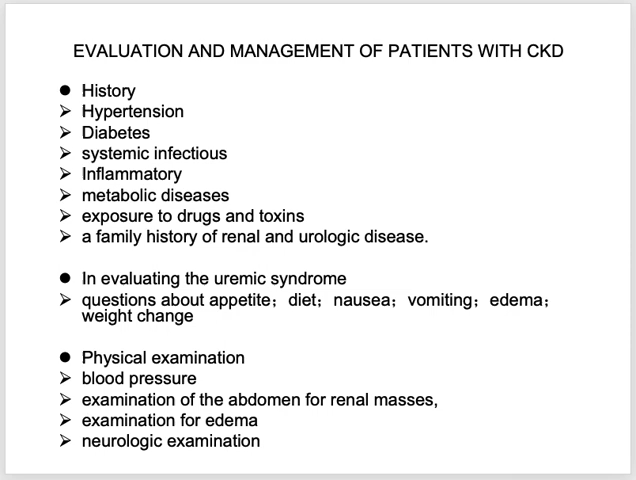 EVALUATION AND MANAGEMENT OF PATIENTS WITH CKD
● History
➢ Hypertension
➢ Diabetes
➢ systemic infectious
➢ Inflammatory
➢ metabolic diseases
➢ exposure to drugs and toxins
➢ a family history of renal and urologic disease.
● In evaluating the uremic syndrome
➢ questions about appetite；diet；nausea；vomiting；edema；
weight change
● Physical examination
➢ blood pressure
➢ examination of the abdomen for renal masses,
➢ examination for edema
➢ neurologic examination